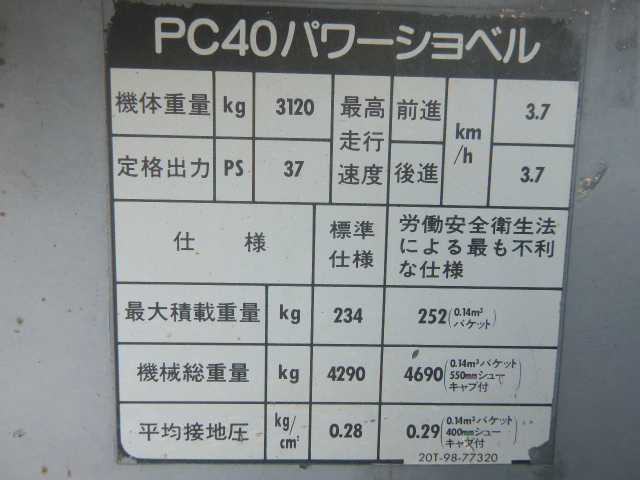 PC40パワーショベル
機体重量 kg 3120 最高走行速度 前進 km/h 3.7
定格出力 PS 37 後進 3.7
仕様 標準仕様 労働安全衛生法による最も不利な仕様
最大積載重量 kg 234 252(0.14m³バケット)
機械総重量 kg 4290 4690(0.14m³バケット 550mmシュー キャブ付)
平均接地圧 kg/cm² 0.28 0.29(0.14m³バケット 400mmシュー キャブ付)
20T-98-77320